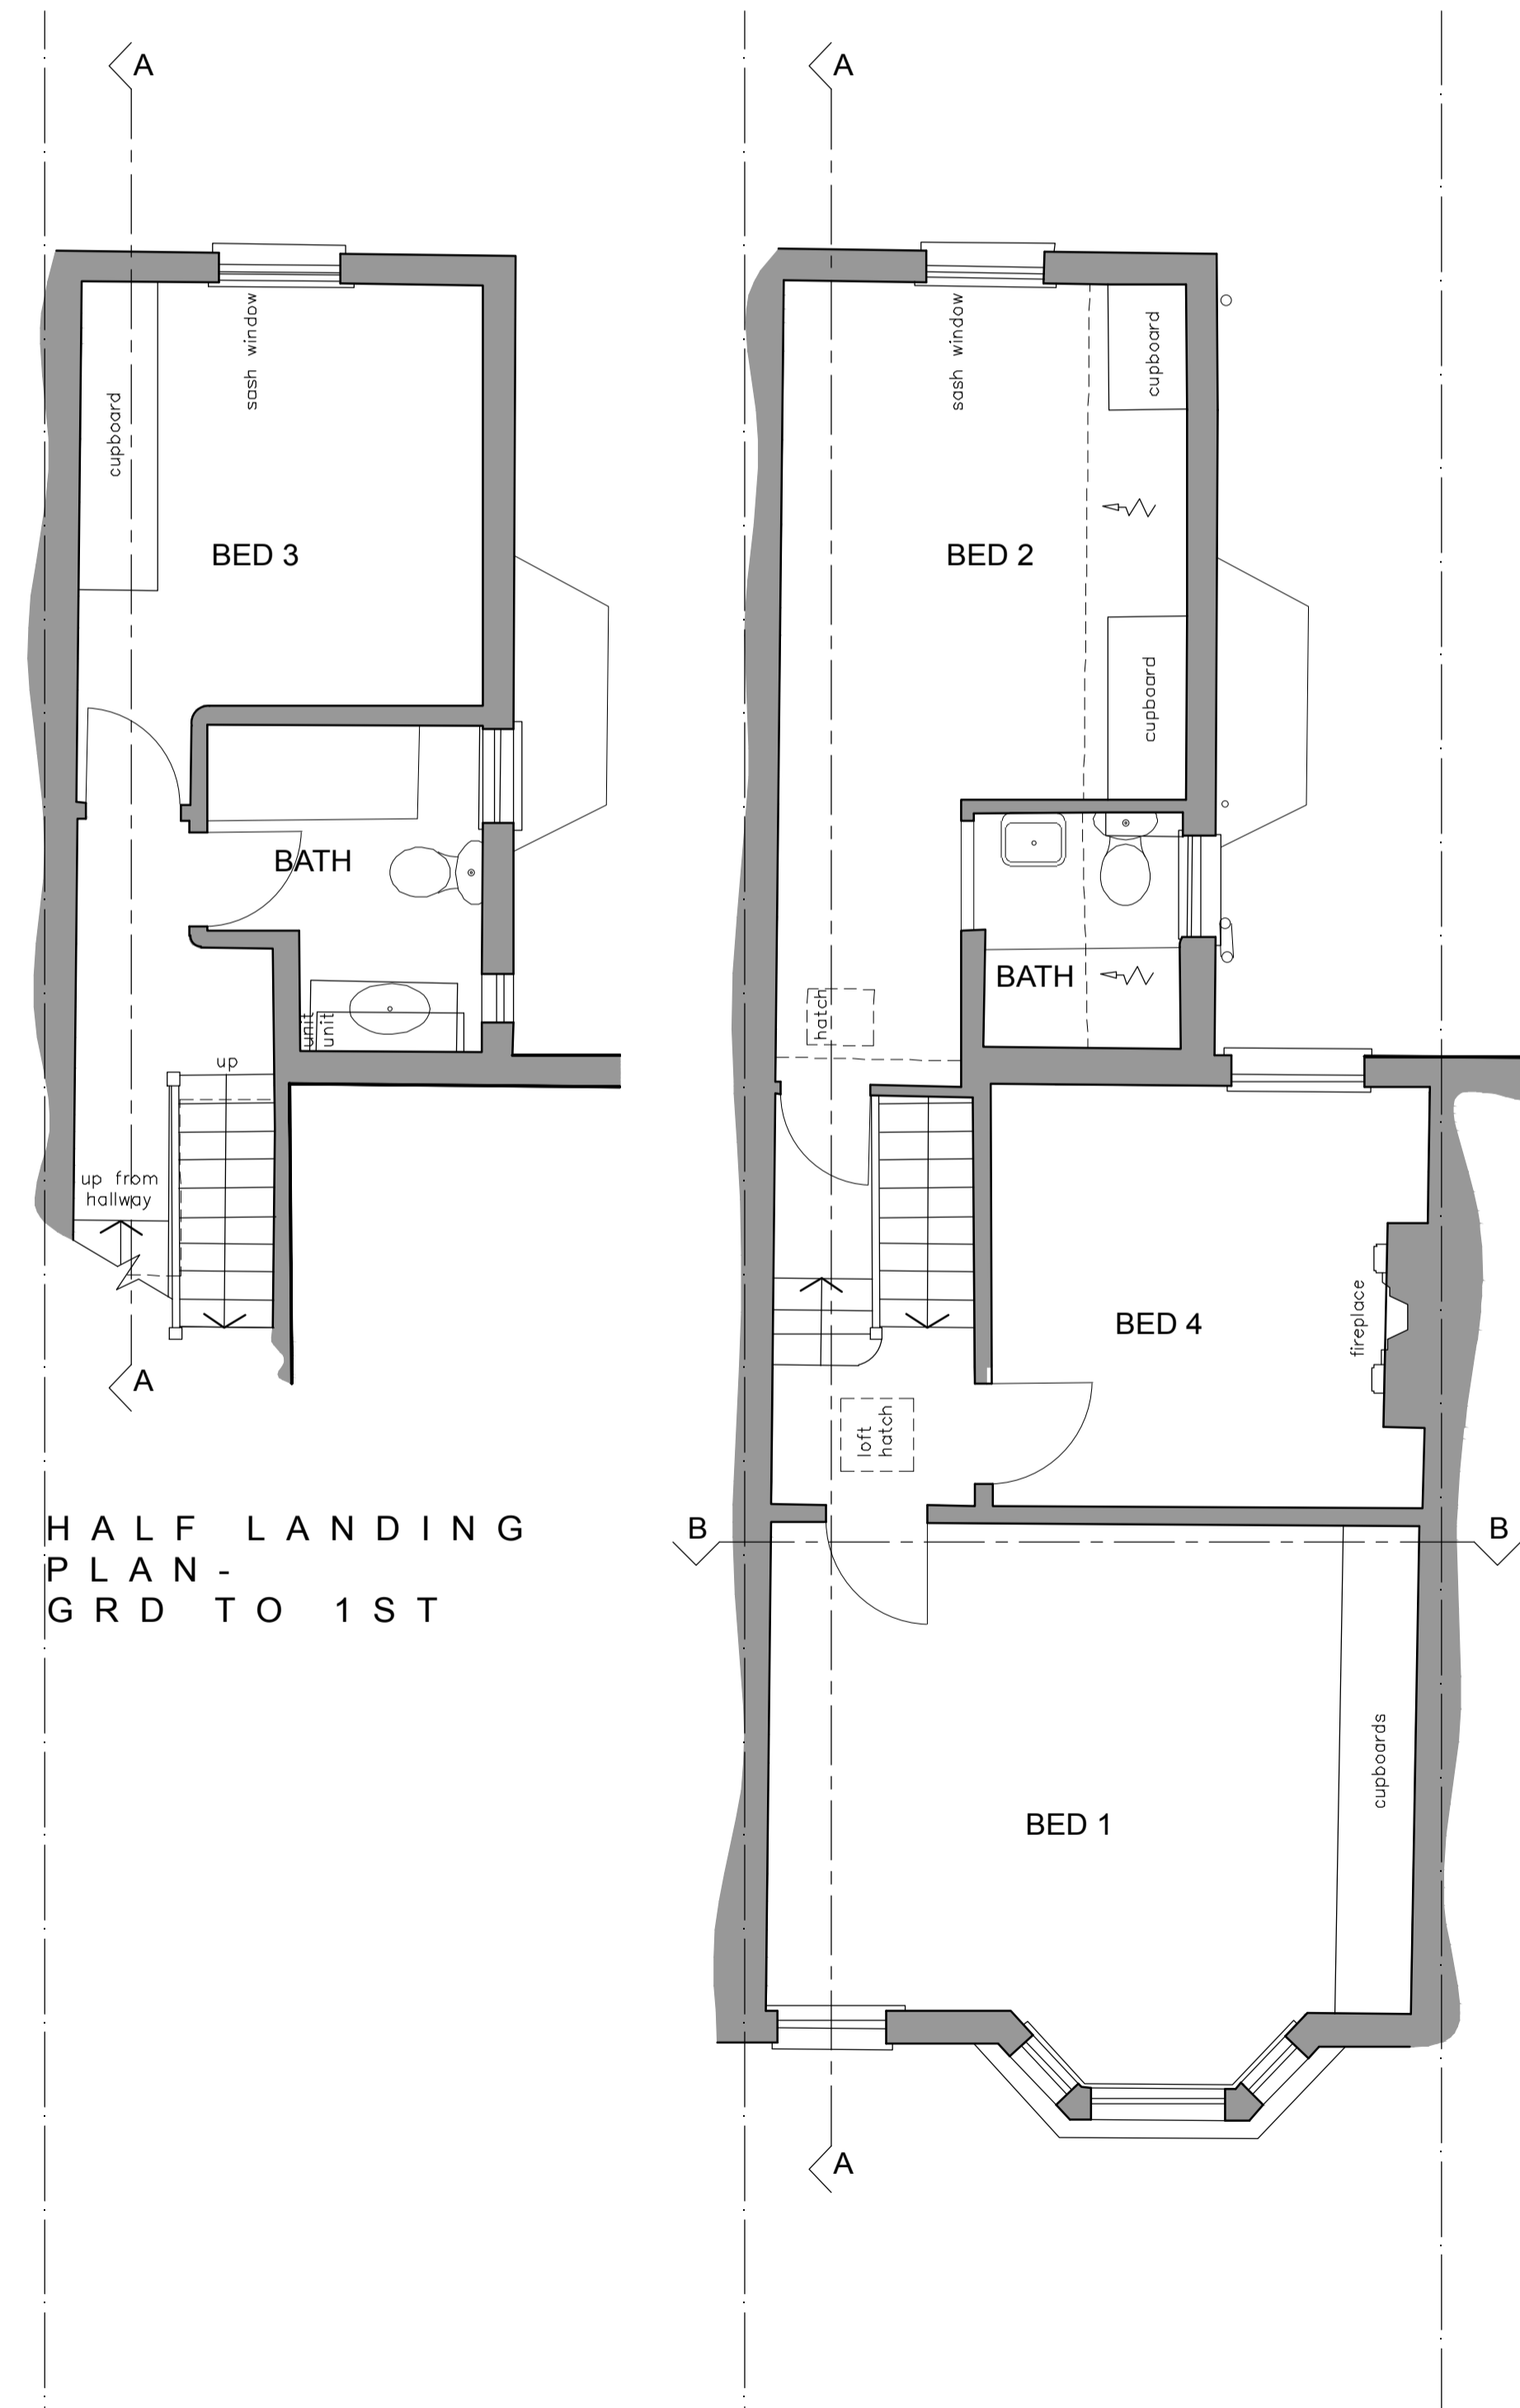 A
sash window
cupboard
BED 3
BATH
unit
unit
up
up from
hallway
A
HALF LANDING
PLAN-
GRD TO 1ST
A
sash window
cupboard
BED 2
cupboard
BATH
hatch
BED 4
fireplace
loft
hatch
B
B
cupboards
BED 1
A